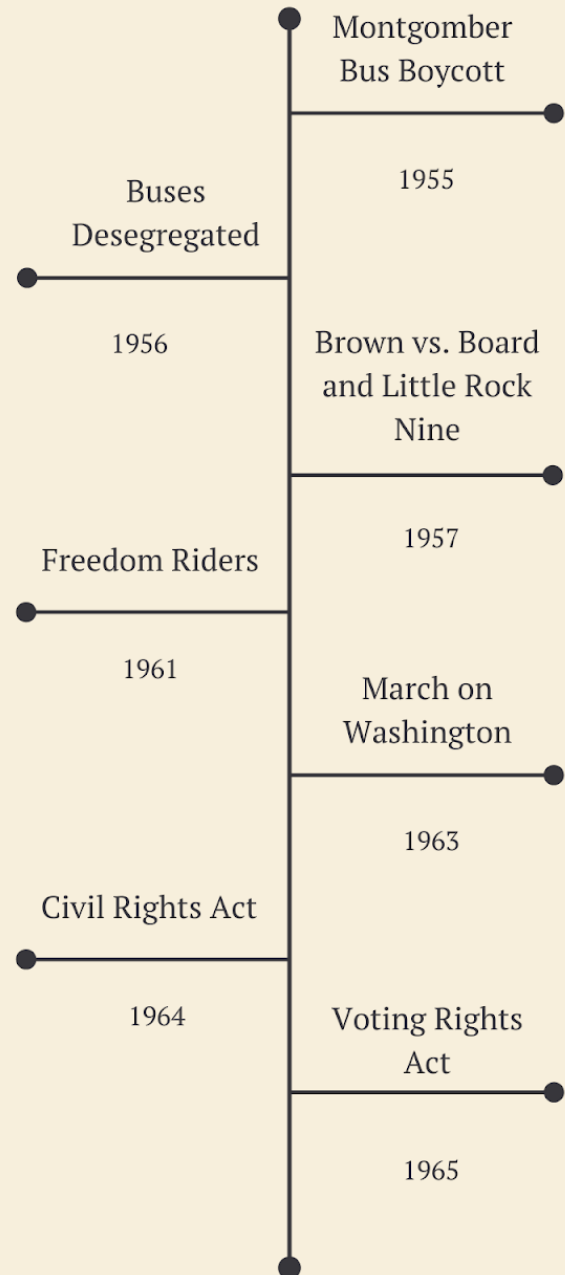 Montgomber
Bus Boycott
1955
Buses
Desegregated
1956
Brown vs. Board
and Little Rock
Nine
1957
Freedom Riders
1961
March on
Washington
1963
Civil Rights Act
1964
Voting Rights
Act
1965